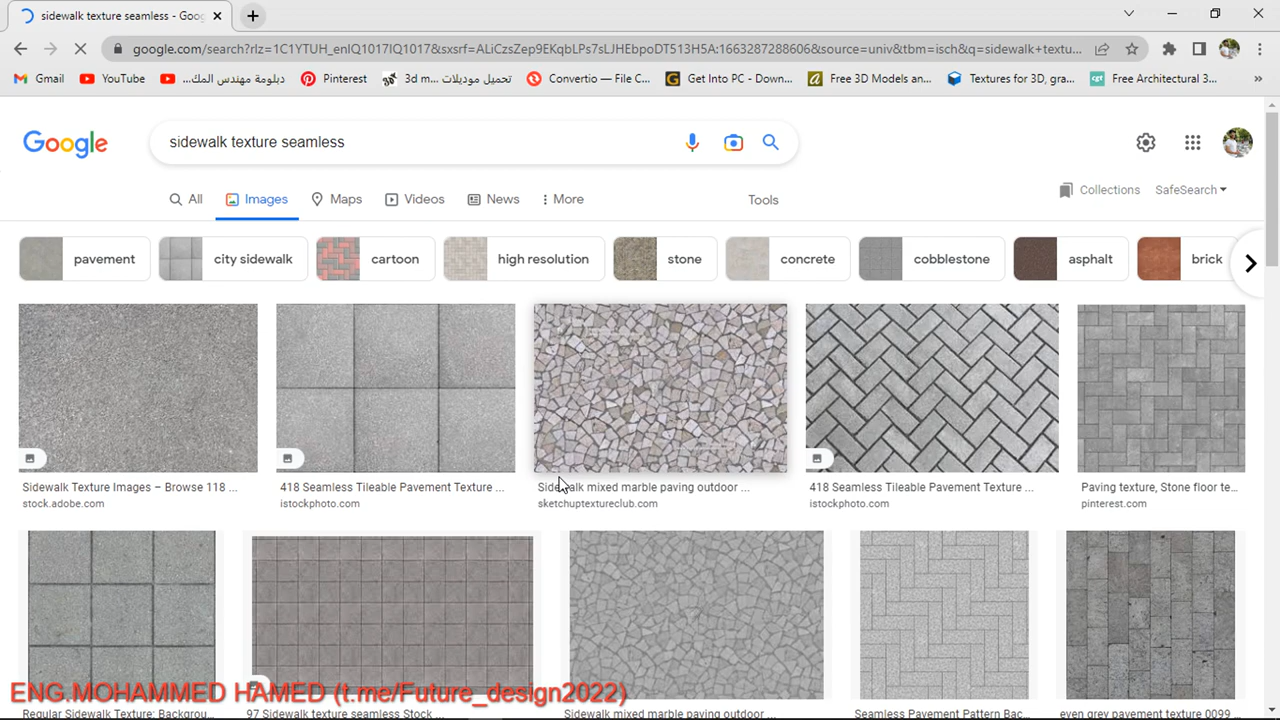 sidewalk texture seamless - Goog
google.com/search?rlz=1C1YTUH_enIQ1017IQ1017&sxsrf=ALiCzsZep9EKqbLPs7sLJHEbpoDT513H5A:1663287288606&source=univ&tbm=isch&q=sidewalk+textu...
Gmail YouTube دبلومة مهندس المك... Pinterest 3d m... تحميل موديلات Convertio — File C... Get Into PC - Down... Free 3D Models an... Textures for 3D, gra... Free Architectural 3...
Google sidewalk texture seamless
All Images Maps Videos News More Tools Collections SafeSearch
pavement city sidewalk cartoon high resolution stone concrete cobblestone asphalt brick
Sidewalk Texture Images – Browse 118 ... 418 Seamless Tileable Pavement Texture ... Sidewalk mixed marble paving outdoor ... 418 Seamless Tileable Pavement Texture ... Paving texture, Stone floor te...
stock.adobe.com istockphoto.com sketchuptextureclub.com istockphoto.com pinterest.com
Regular Sidewalk Texture: Backgrou... 97 Sidewalk texture seamless Stock ... Sidewalk mixed marble paving outdoor ... Seamless Pavement Pattern Bac... even grey pavement texture 0099 ...
ENG.MOHAMMED HAMED (t.me/Future_design2022)